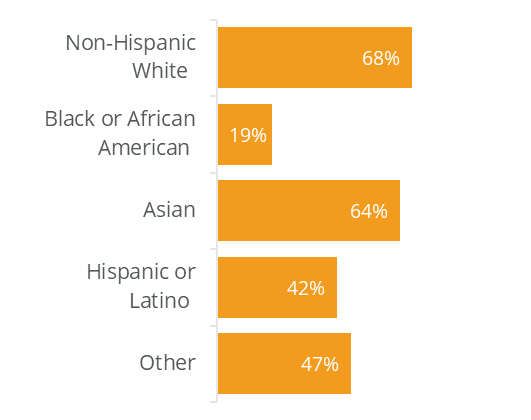 Non-Hispanic
White
68%
Black or African
American
19%
Asian
64%
Hispanic or
Latino
42%
Other
47%